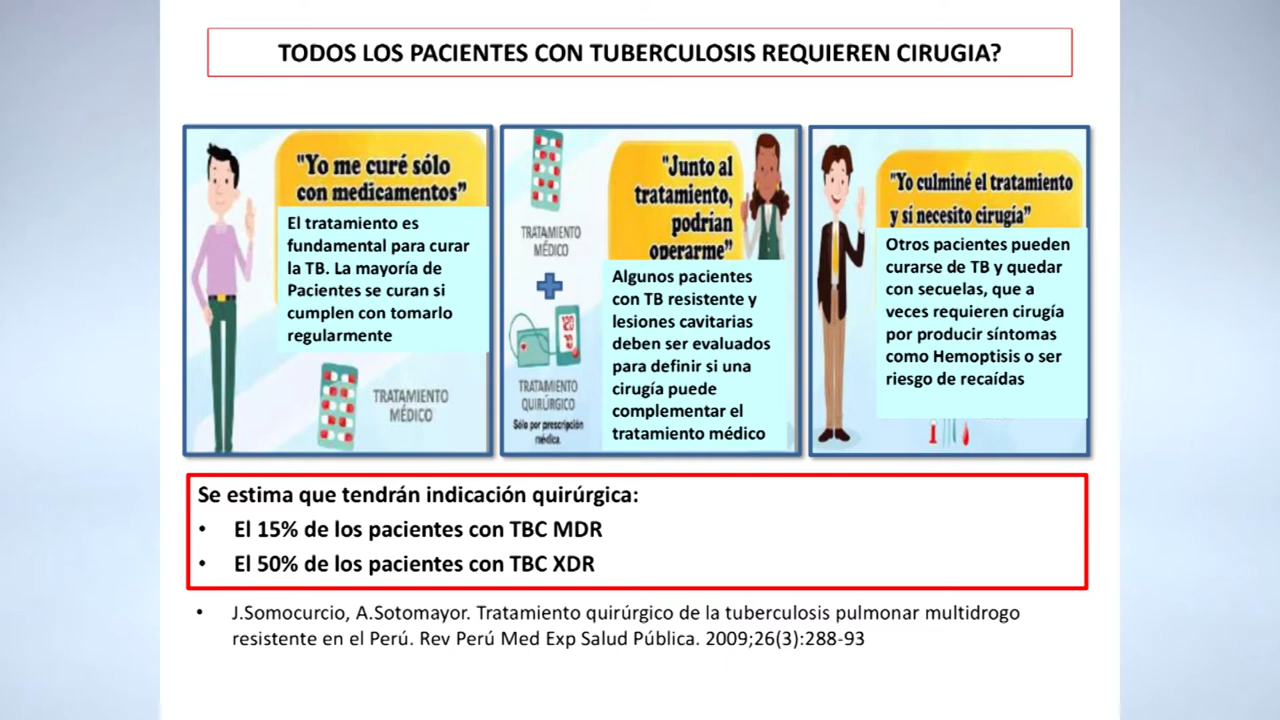 TODOS LOS PACIENTES CON TUBERCULOSIS REQUIEREN CIRUGIA?
"Yo me curé sólo
con medicamentos"
El tratamiento es
fundamental para curar
la TB. La mayoría de
Pacientes se curan si
cumplen con tomarlo
regularmente
TRATAMIENTO
MÉDICO
TRATAMIENTO
MÉDICO
TRATAMIENTO
QUIRÚRGICO
Sólo por prescripción
médica.
"Junto al
tratamiento,
podrían
operarme"
Algunos pacientes
con TB resistente y
lesiones cavitarias
deben ser evaluados
para definir si una
cirugía puede
complementar el
tratamiento médico
"Yo culminé el tratamiento
y sí necesito cirugía"
Otros pacientes pueden
curarse de TB y quedar
con secuelas, que a
veces requieren cirugía
por producir síntomas
como Hemoptisis o ser
riesgo de recaídas
Se estima que tendrán indicación quirúrgica:
• El 15% de los pacientes con TBC MDR
• El 50% de los pacientes con TBC XDR
• J.Somocurcio, A.Sotomayor. Tratamiento quirúrgico de la tuberculosis pulmonar multidrogo
resistente en el Perú. Rev Perú Med Exp Salud Pública. 2009;26(3):288-93